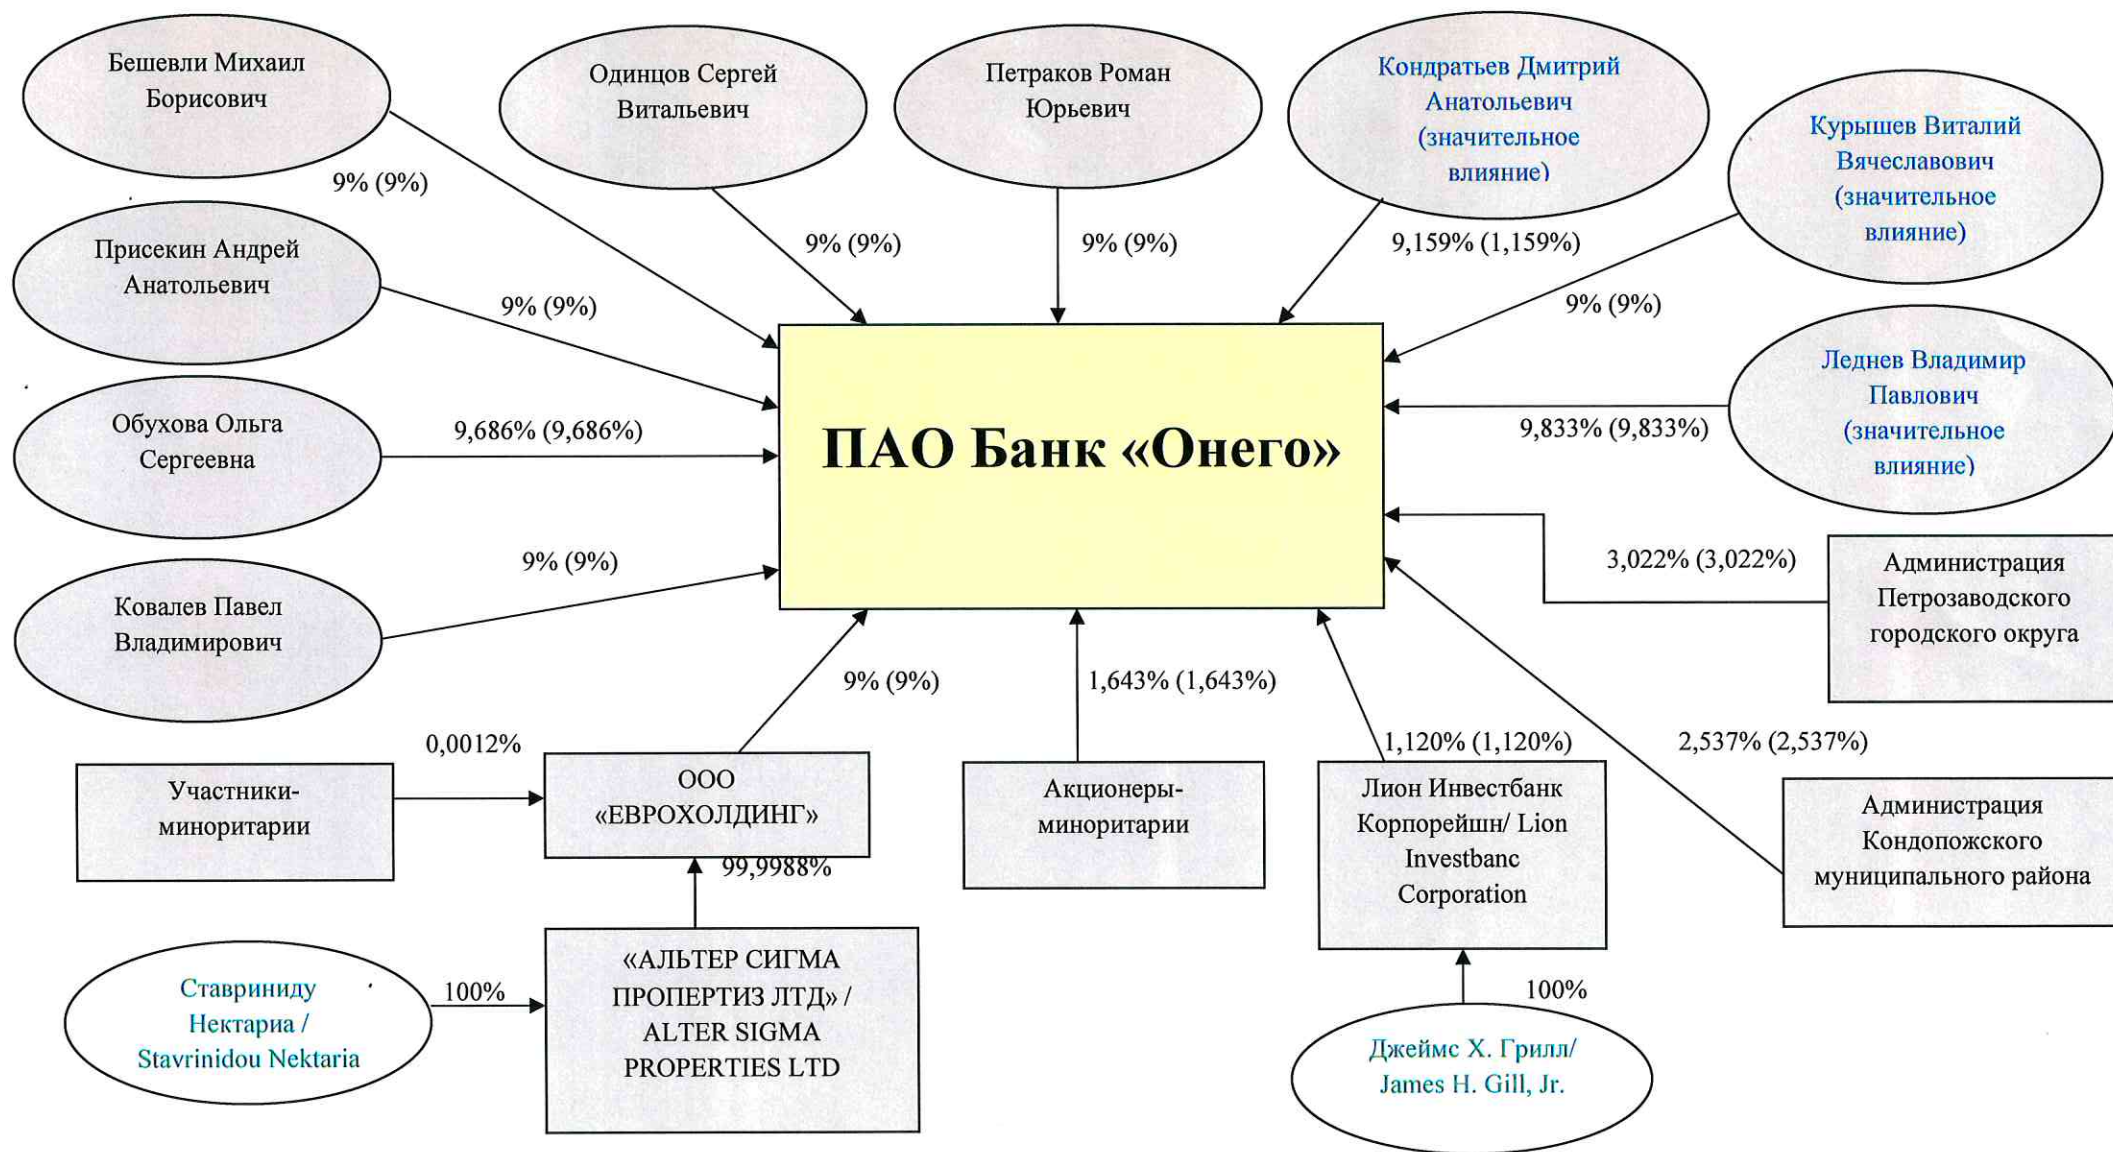 Бешевли Михаил
Борисович
Одинцов Сергей
Витальевич
Петраков Роман
Юрьевич
Кондратьев Дмитрий
Анатольевич
(значительное
влияние)
Курышев Виталий
Вячеславович
(значительное
влияние)
9% (9%)
9% (9%)
9% (9%)
9,159% (1,159%)
9% (9%)
Присекин Андрей
Анатольевич
9% (9%)
Леднев Владимир
Павлович
(значительное
влияние)
9,833% (9,833%)
Обухова Ольга
Сергеевна
9,686% (9,686%)
ПАО Банк «Онего»
Ковалев Павел
Владимирович
9% (9%)
3,022% (3,022%)
Администрация
Петрозаводского
городского округа
9% (9%)
1,643% (1,643%)
1,120% (1,120%)
2,537% (2,537%)
0,0012%
Участники-
миноритарии
ООО
«ЕВРОХОЛДИНГ»
Акционеры-
миноритарии
Лион Инвестбанк
Корпорейшн/ Lion
Investbanc
Corporation
Администрация
Кондопожского
муниципального района
99,9988%
Ставриниду
Нектариа /
Stavrinidou Nektaria
100%
«АЛЬТЕР СИГМА
ПРОПЕРТИЗ ЛТД» /
ALTER SIGMA
PROPERTIES LTD
100%
Джеймс Х. Грилл/
James H. Gill, Jr.